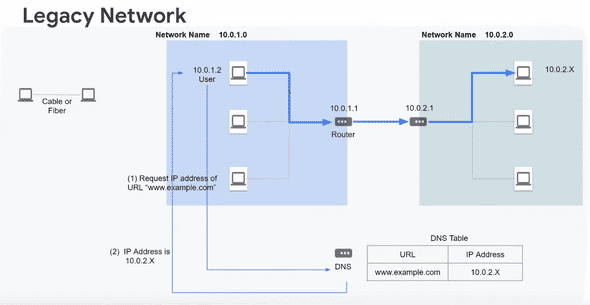 Legacy Network
Network Name 10.0.1.0
Network Name 10.0.2.0
10.0.1.2
User
10.0.2.X
Cable or
Fiber
10.0.1.1
10.0.2.1
Router
(1) Request IP address of
URL “www.example.com”
(2) IP Address is
10.0.2.X
DNS
DNS Table
URL IP Address
www.example.com 10.0.2.X